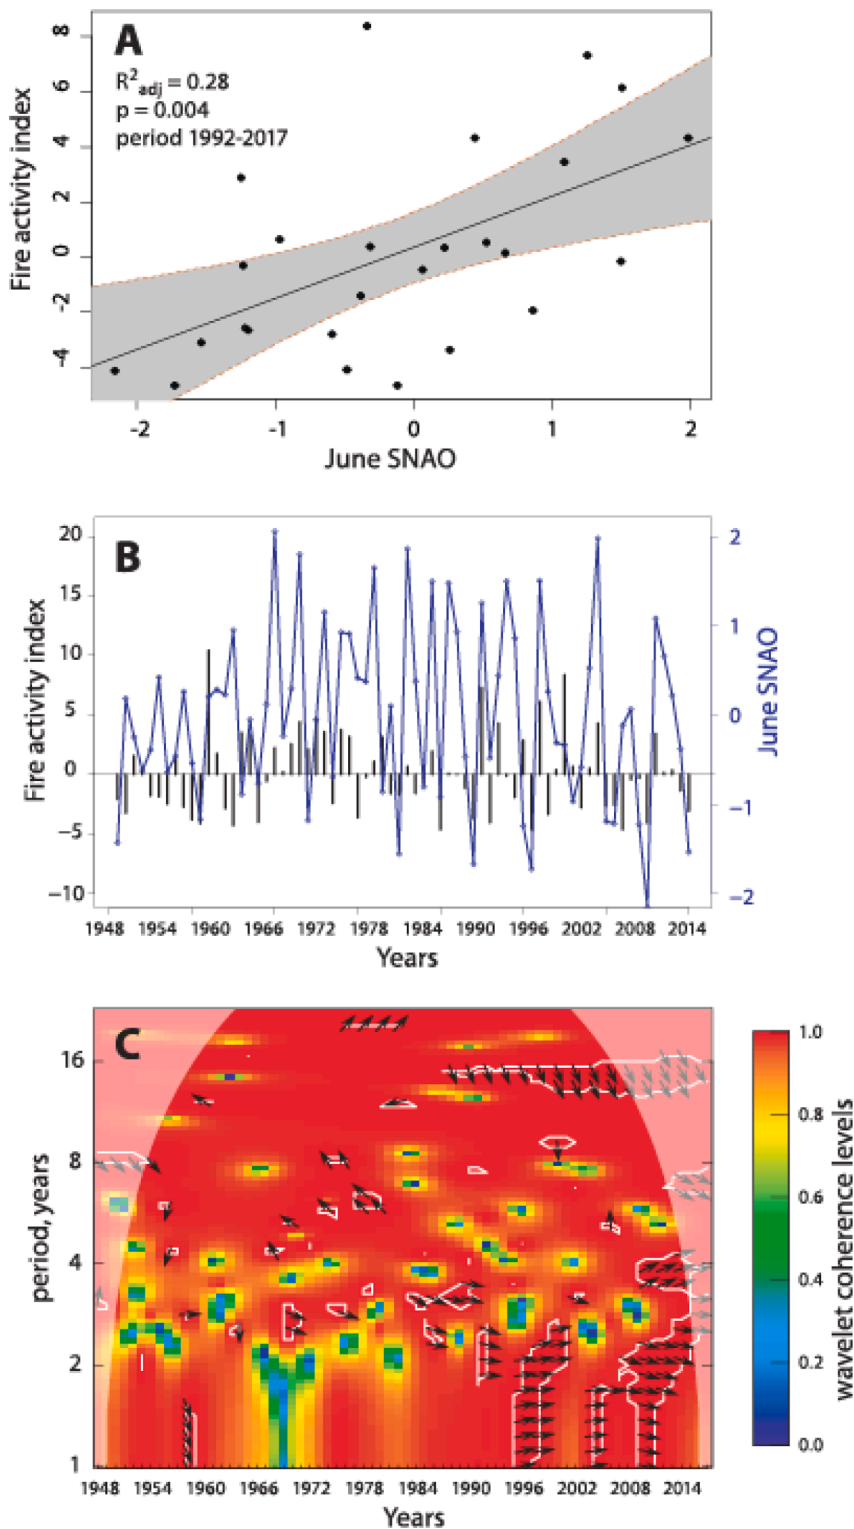 A
R²adj = 0.28
p = 0.004
period 1992-2017
Fire activity index
8
6
4
2
0
-2
-4
-2 -1 0 1 2
June SNAO
B
Fire activity index
20
15
10
5
0
−5
−10
June SNAO
2
1
0
−1
−2
1948 1954 1960 1966 1972 1978 1984 1990 1996 2002 2008 2014
Years
C
period, years
16
8
4
2
1
1948 1954 1960 1966 1972 1978 1984 1990 1996 2002 2008 2014
Years
1.0
0.8
0.6
0.4
0.2
0.0
wavelet coherence levels